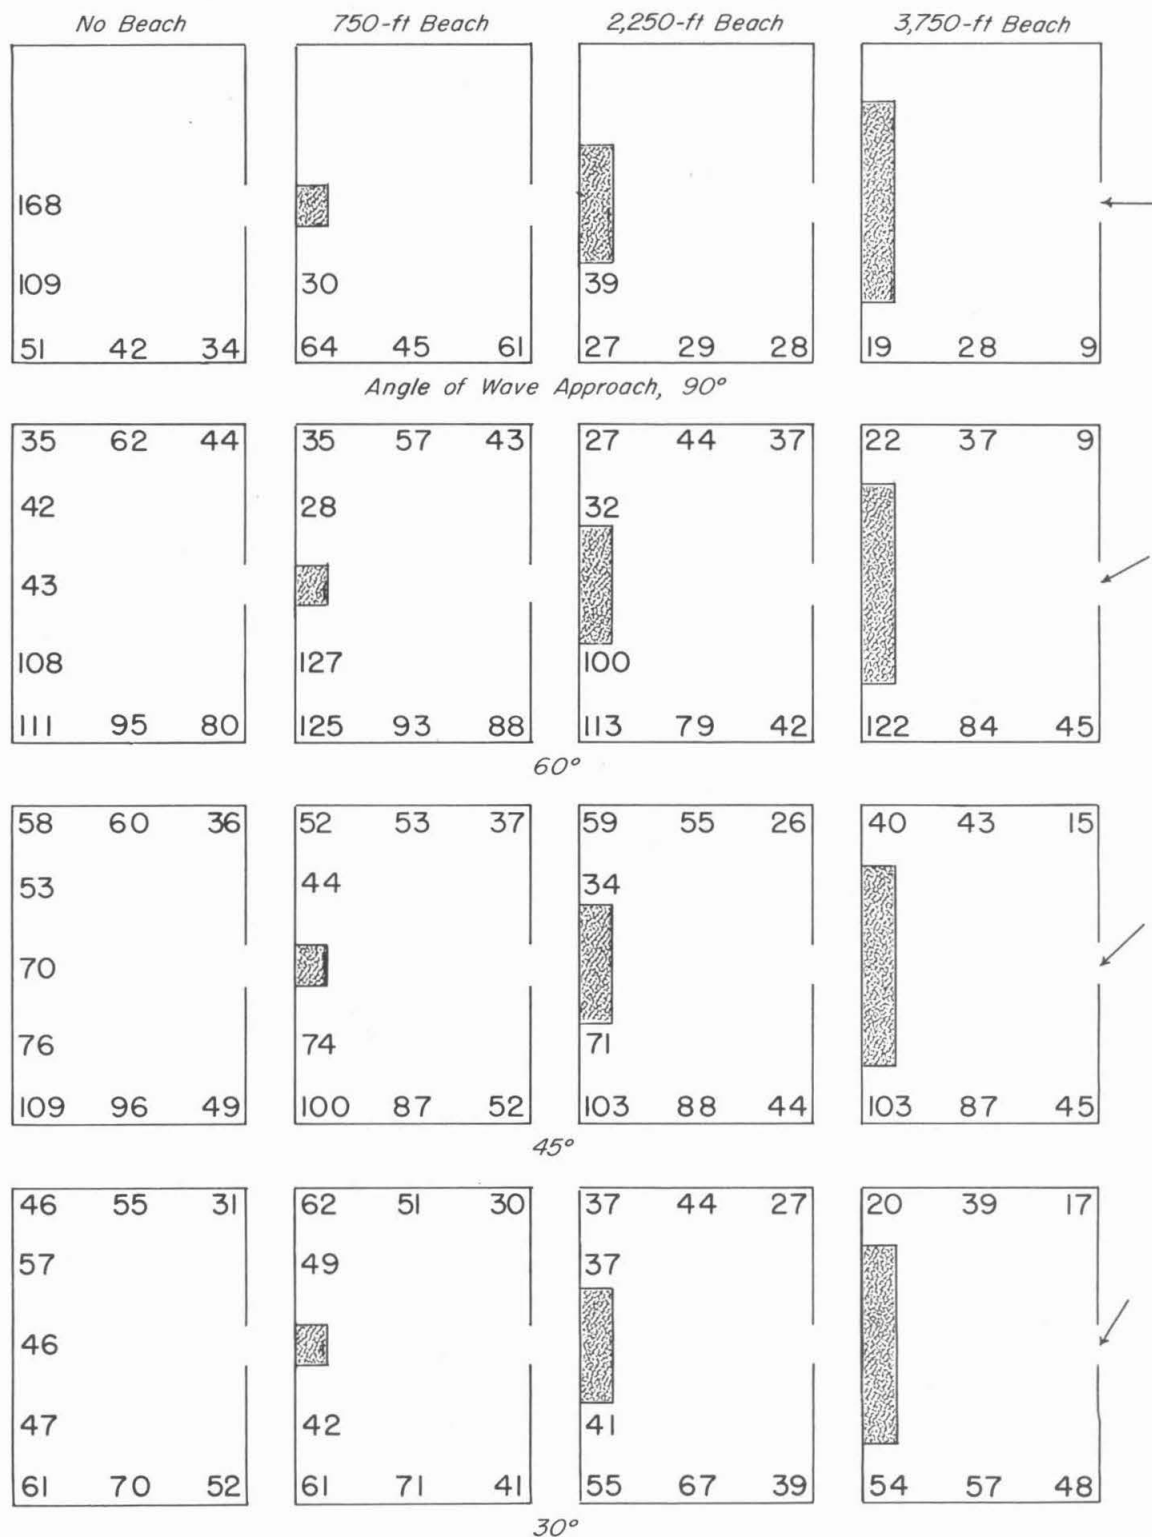 No Beach 750-ft Beach 2,250-ft Beach 3,750-ft Beach
168
109 30 39
51 42 34 64 45 61 27 29 28 19 28 9
Angle of Wave Approach, 90°
35 62 44 35 57 43 27 44 37 22 37 9
42 28 32
43
108 127 100
111 95 80 125 93 88 113 79 42 122 84 45
60°
58 60 36 52 53 37 59 55 26 40 43 15
53 44 34
70
76 74 71
109 96 49 100 87 52 103 88 44 103 87 45
45°
46 55 31 62 51 30 37 44 27 20 39 17
57 49 37
46
47 42 41
61 70 52 61 71 41 55 67 39 54 57 48
30°